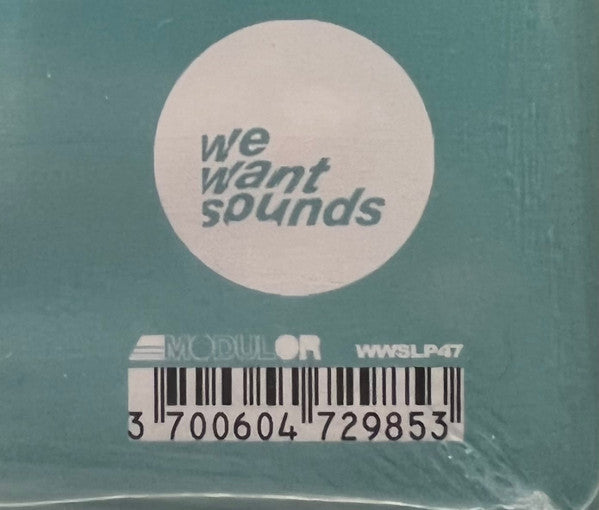 we
want
sounds
MODULOR WWSLP47
3 700604 729853